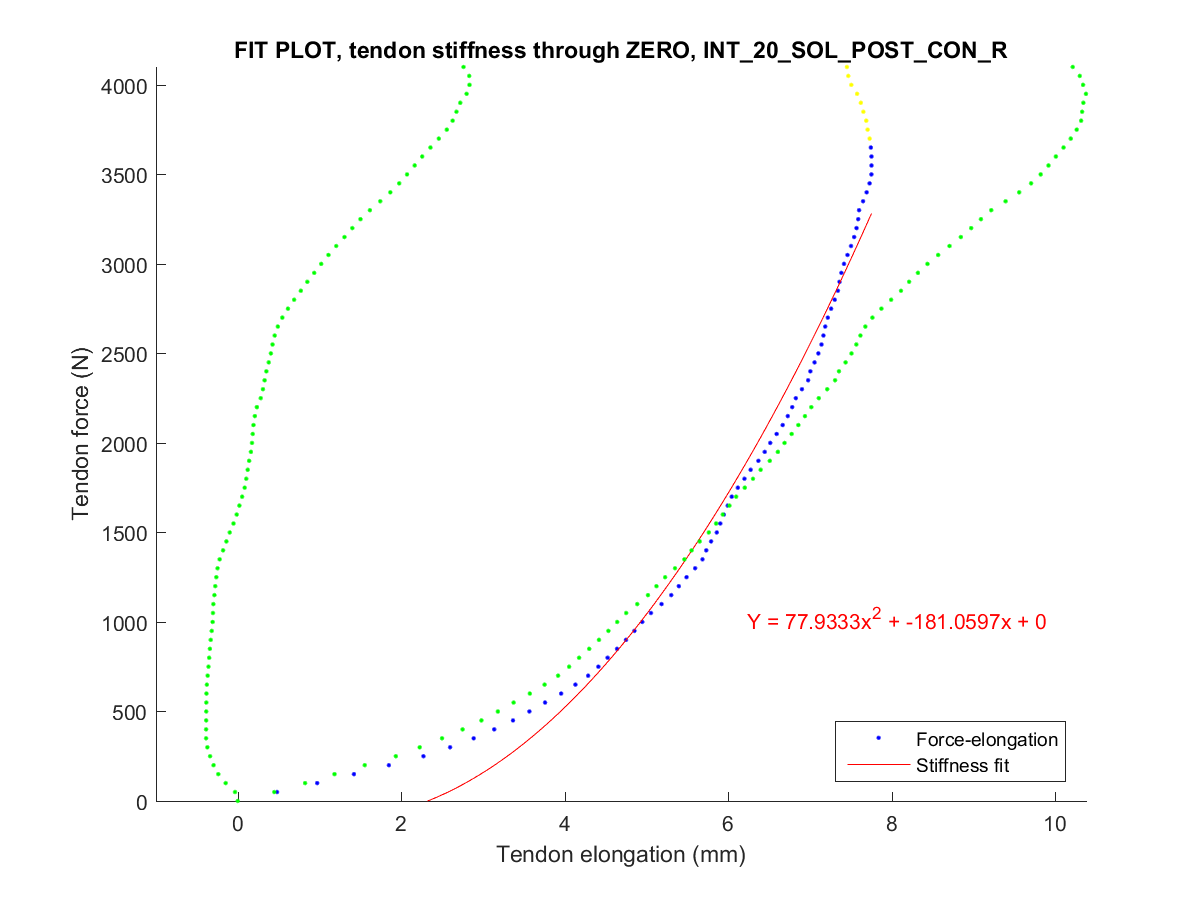 FIT PLOT, tendon stiffness through ZERO, INT_20_SOL_POST_CON_R
4000
3500
3000
2500
2000
1500
1000
500
0
Tendon force (N)
Y = 77.9333x² + -181.0597x + 0
Force-elongation
Stiffness fit
0 2 4 6 8 10
Tendon elongation (mm)